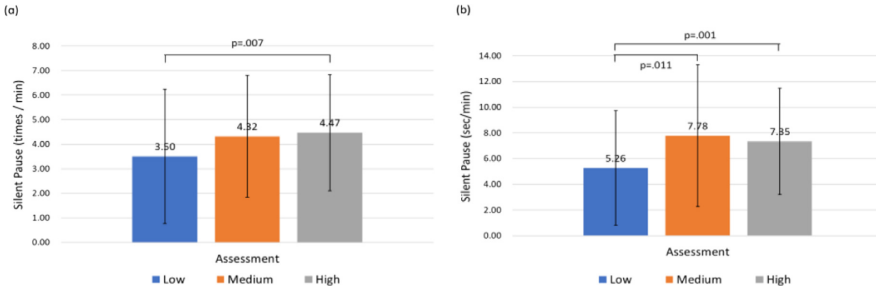 (a)
p=.007
8.00
7.00
6.00
5.00
4.00
3.00
2.00
1.00
0.00
Silent Pause (times / min)
3.50
4.32
4.47
Assessment
Low Medium High
(b)
p=.001
p=.011
14.00
12.00
10.00
8.00
6.00
4.00
2.00
0.00
Silent Pause (sec/min)
5.26
7.78
7.35
Assessment
Low Medium High